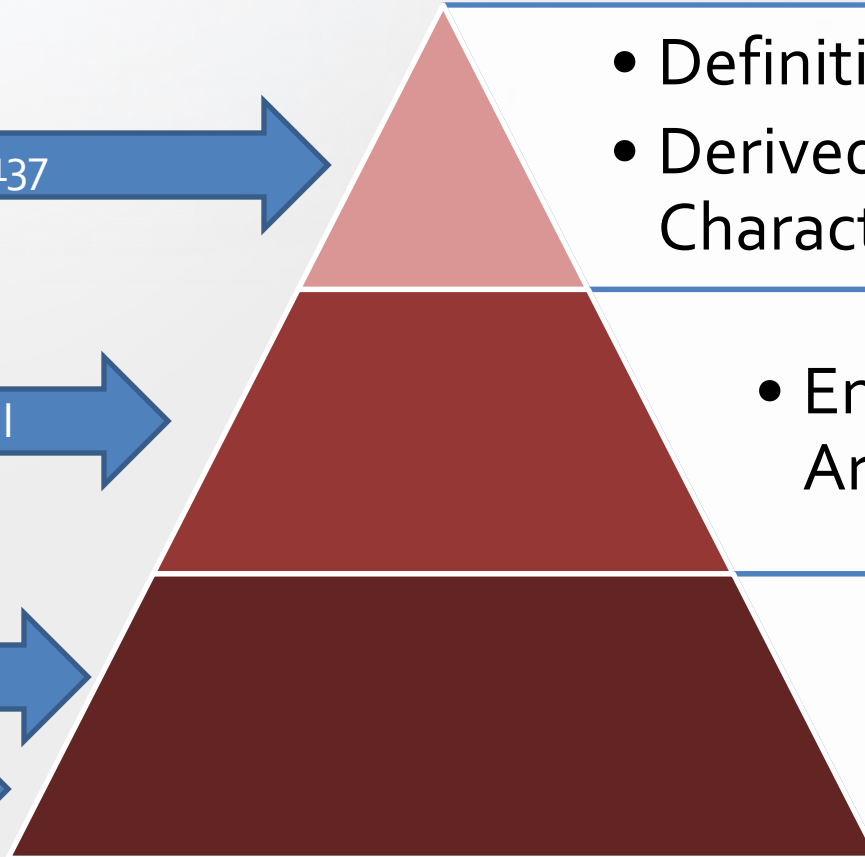 • Definiti
• Derived
Charact
437
• En
An
l